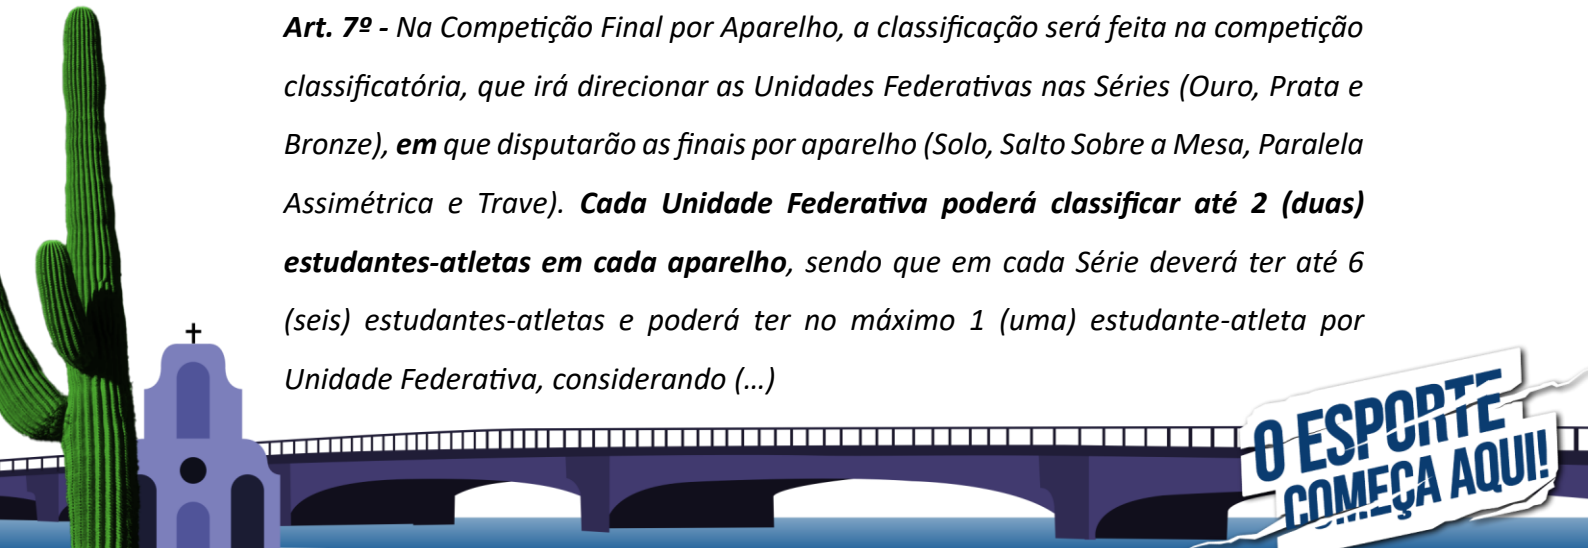 Art. 7º - Na Competição Final por Aparelho, a classificação será feita na competição
classificatória, que irá direcionar as Unidades Federativas nas Séries (Ouro, Prata e
Bronze), em que disputarão as finais por aparelho (Solo, Salto Sobre a Mesa, Paralela
Assimétrica e Trave). Cada Unidade Federativa poderá classificar até 2 (duas)
estudantes-atletas em cada aparelho, sendo que em cada Série deverá ter até 6
(seis) estudantes-atletas e poderá ter no máximo 1 (uma) estudante-atleta por
Unidade Federativa, considerando (...)
O ESPORTE
COMEÇA AQUI!